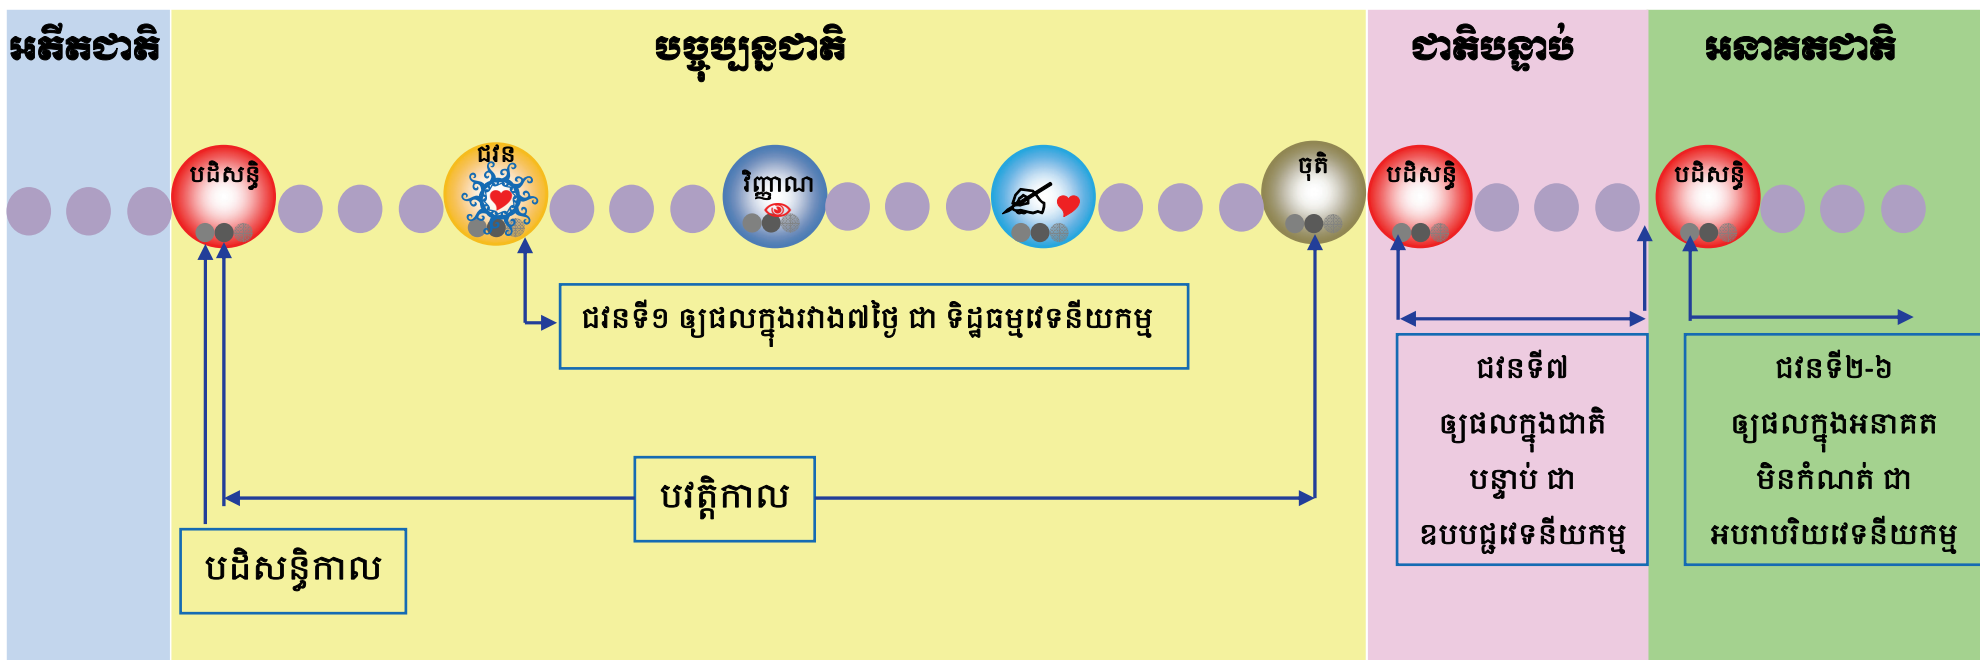 អតីតជាតិ
បច្ចុប្បន្នជាតិ
ជាតិបន្ទាប់
អនាគតជាតិ
បដិសន្ធិ
ជវន
វិញ្ញាណ
ចុតិ
បដិសន្ធិ
បដិសន្ធិ
ជវនទី១ ឲ្យផលក្នុងរវាង៧ថ្ងៃ ជា ទិដ្ឋធម្មវេទនីយកម្ម
ជវនទី៧
ឲ្យផលក្នុងជាតិ
បន្ទាប់ ជា
ឧបបជ្ជវេទនីយកម្ម
ជវនទី២-៦
ឲ្យផលក្នុងអនាគត
មិនកំណត់ ជា
អបរាបរិយវេទនីយកម្ម
បវត្តិកាល
បដិសន្ធិកាល